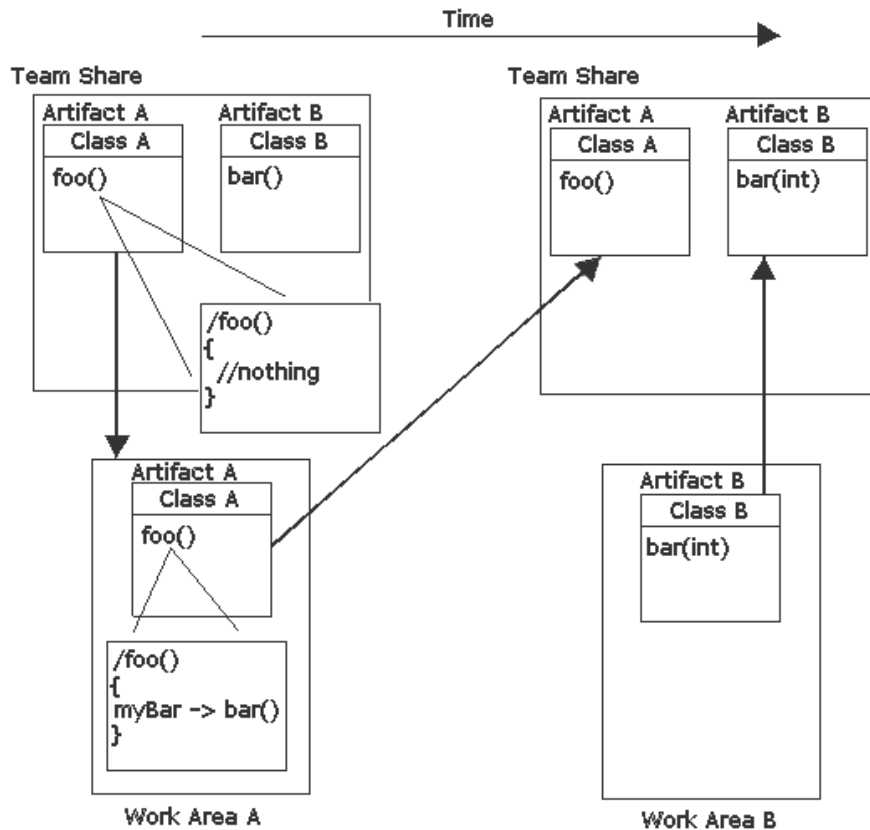 Time
Team Share
Artifact A
Artifact B
Class A
Class B
foo()
bar()
/foo()
{
//nothing
}
Artifact A
Class A
foo()
/foo()
{
myBar -> bar()
}
Work Area A
Team Share
Artifact A
Artifact B
Class A
Class B
foo()
bar(int)
Artifact B
Class B
bar(int)
Work Area B